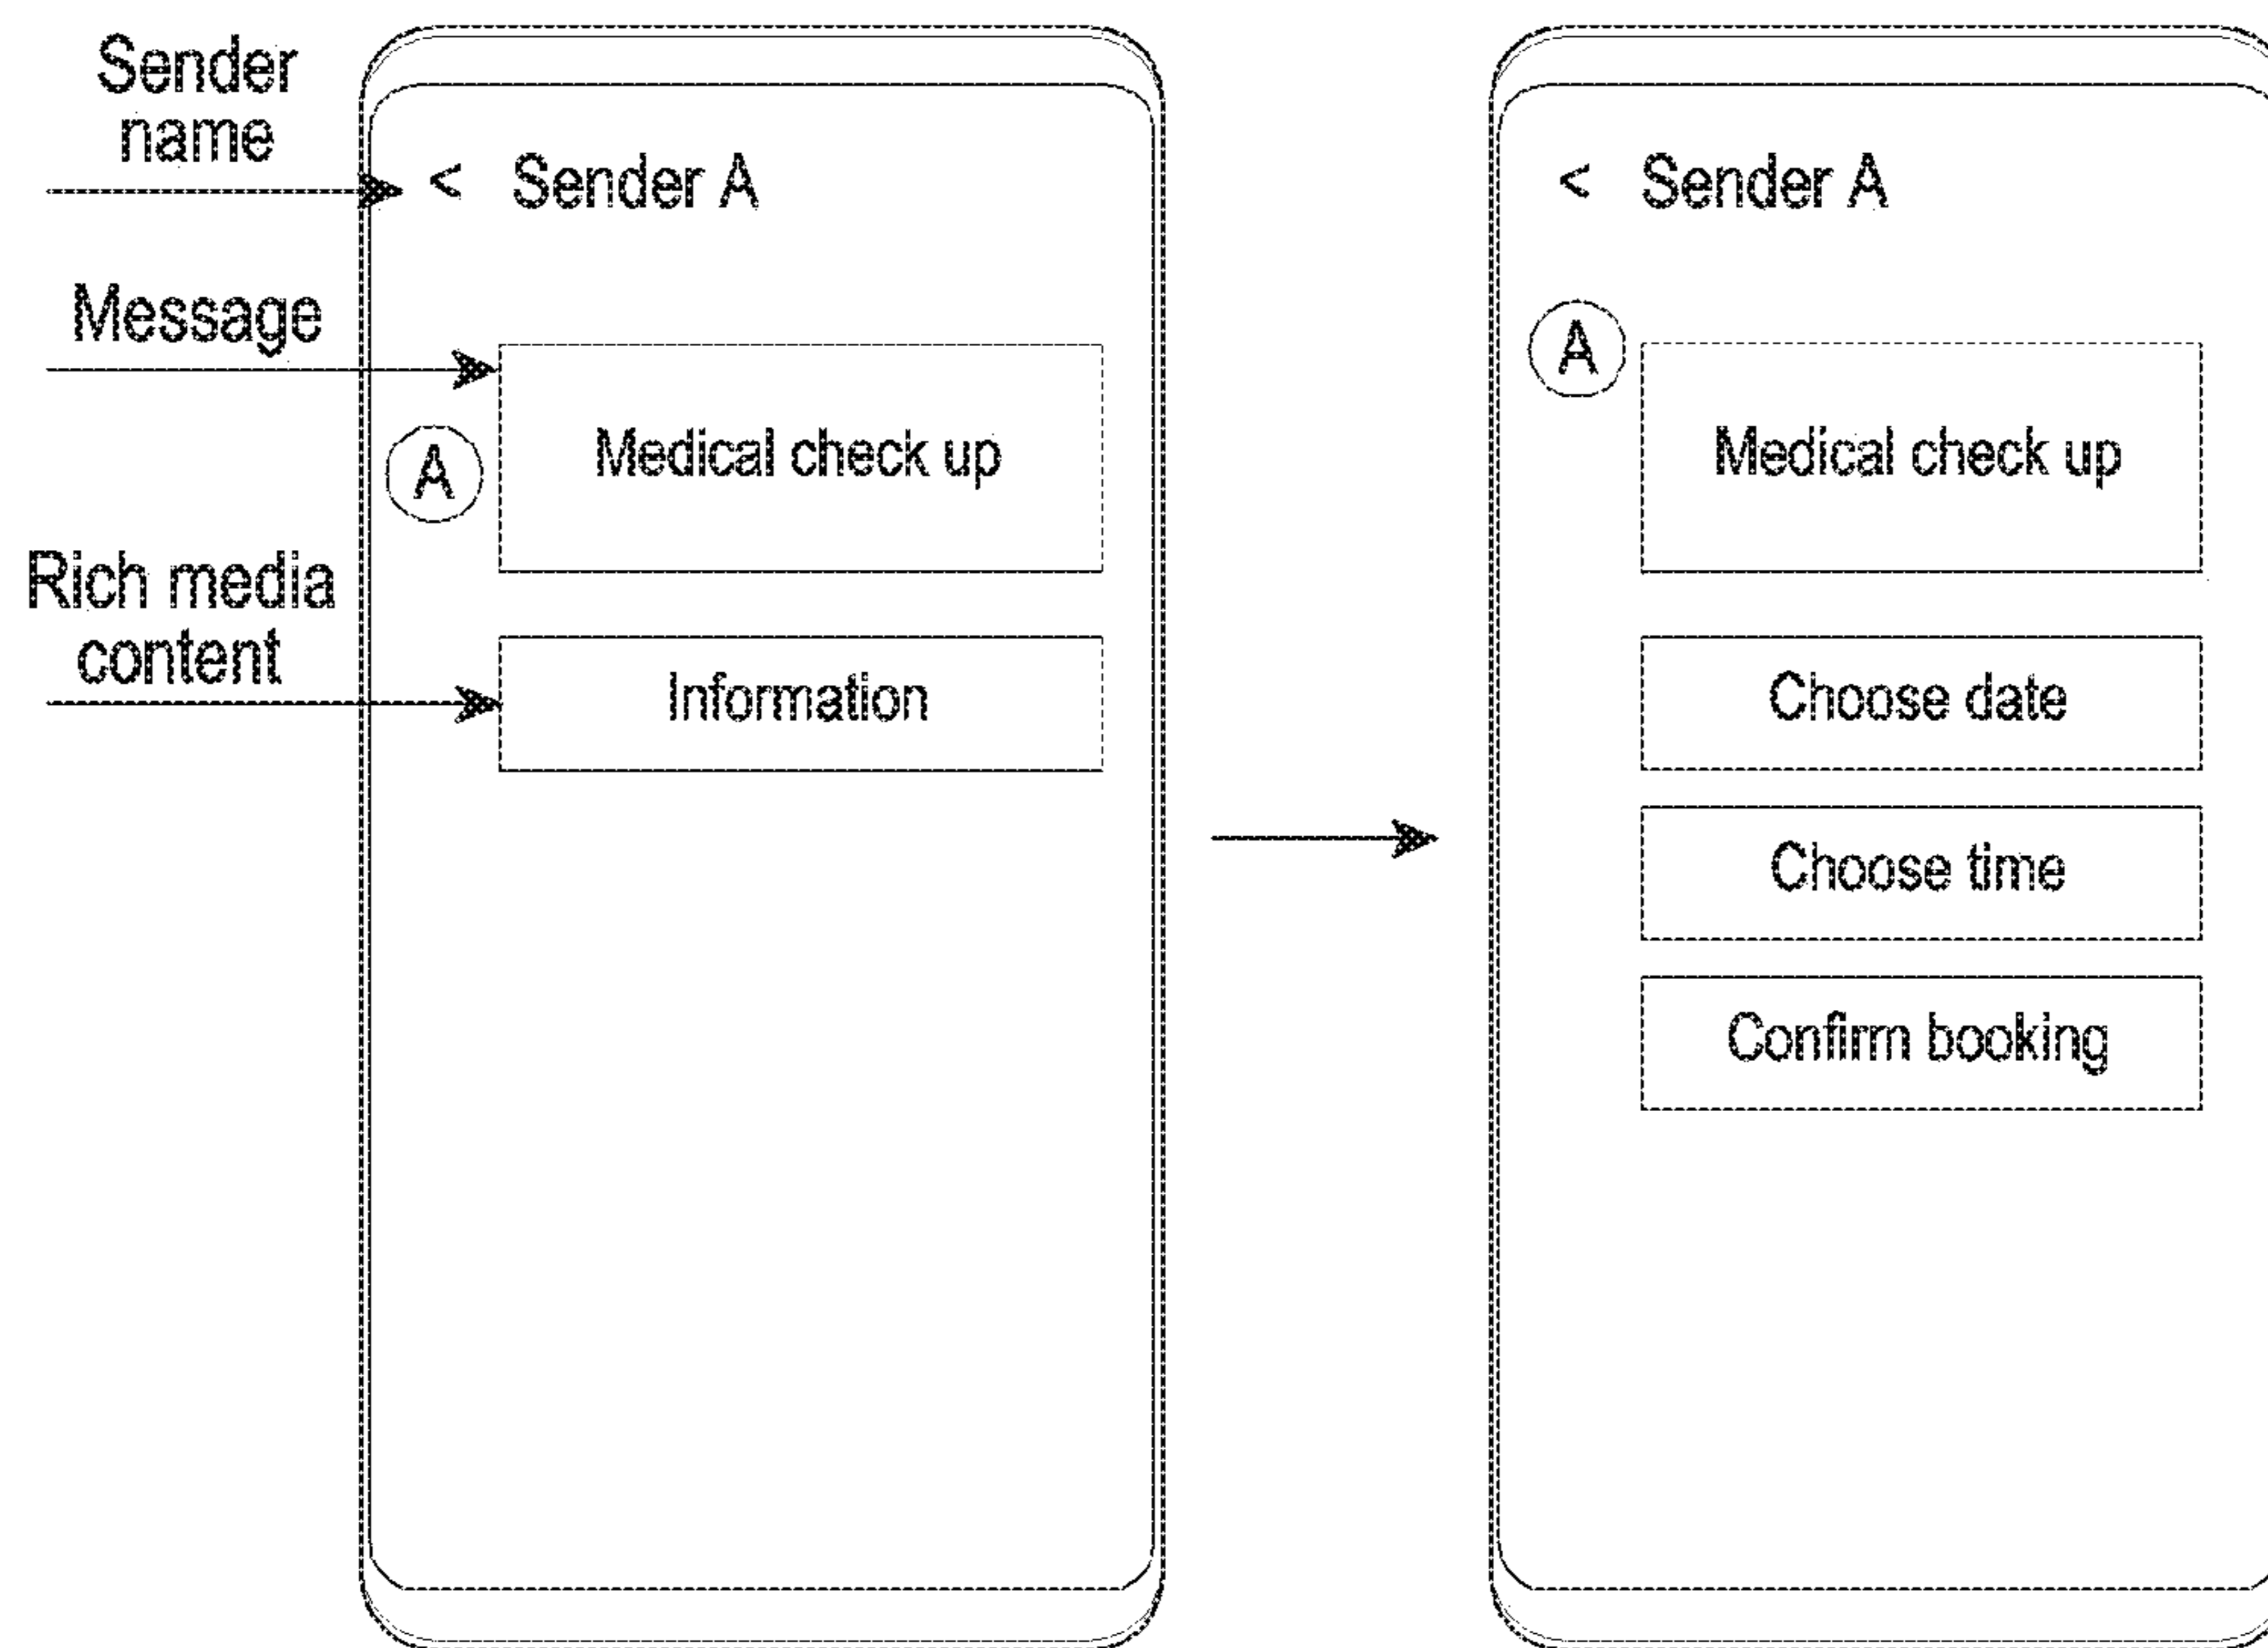 Sender
name
Message
Rich media
content
< Sender A
A
Medical check up
Information
< Sender A
A
Medical check up
Choose date
Choose time
Confirm booking